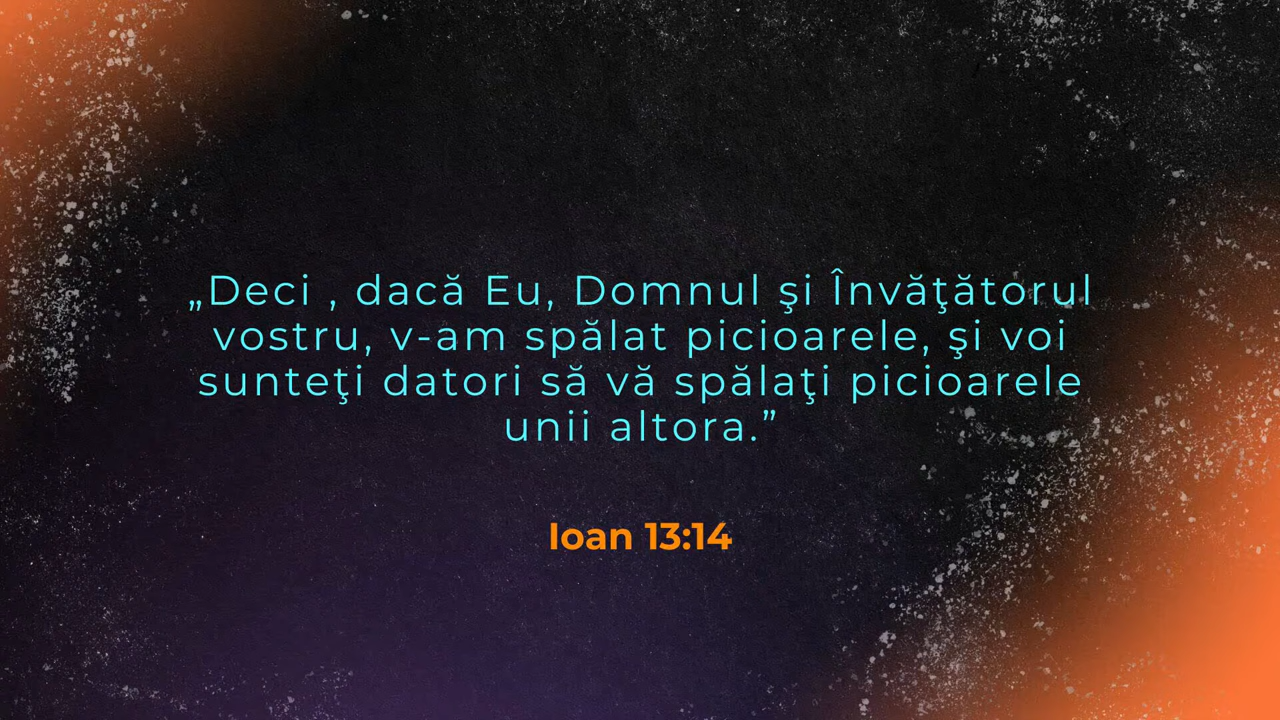 „Deci , dacă Eu, Domnul şi Învăţătorul
vostru, v-am spălat picioarele, şi voi
sunteţi datori să vă spălaţi picioarele
unii altora.”
Ioan 13:14